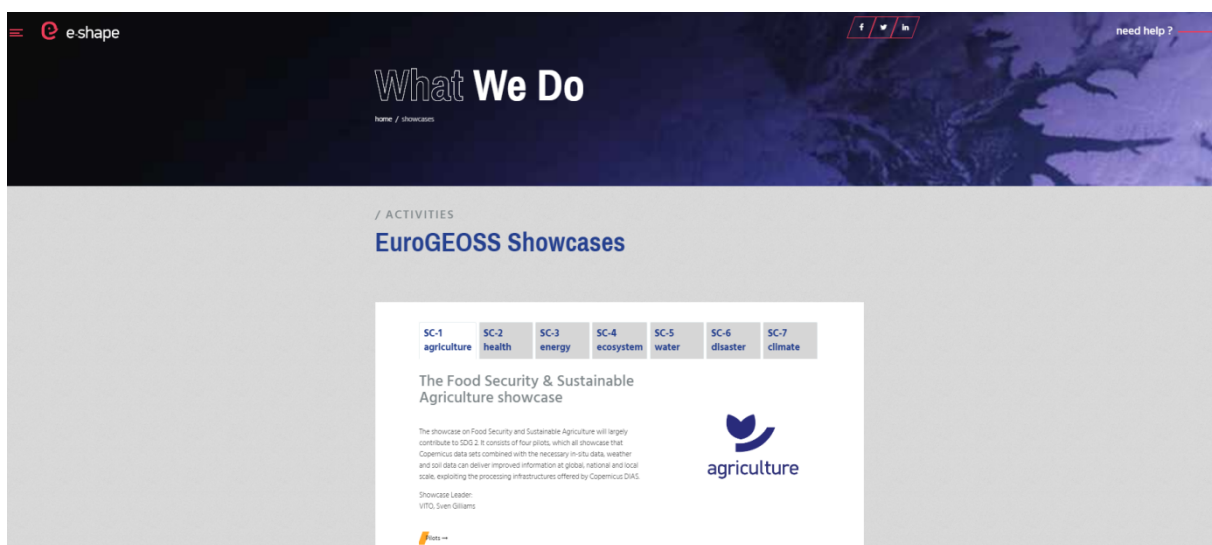 e·shape
f
in
need help ?
What We Do
home / showcases
/ ACTIVITIES
EuroGEOSS Showcases
SC-1 agriculture
SC-2 health
SC-3 energy
SC-4 ecosystem
SC-5 water
SC-6 disaster
SC-7 climate
The Food Security & Sustainable
Agriculture showcase
The showcase on Food Security and Sustainable Agriculture will largely
contribute to SDG 2. It consists of four pilots, which all showcase that
Copernicus data sets combined with the necessary in-situ data, weather
and soil data can deliver improved information at global, national and local
scale, exploiting the processing infrastructures offered by Copernicus DIAS.
Showcase Leader:
VITO, Sven Gilliams
agriculture
Pilots →